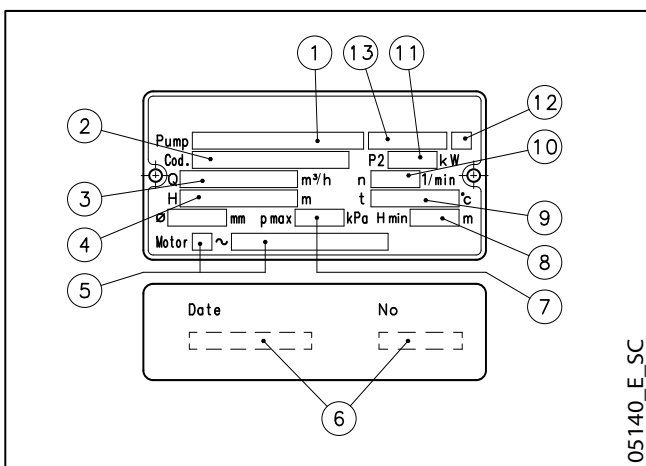 1 13 11
12
2
Pump
10
Cod. P2 kW
3
Q m³/h n 1/min
H m t °c
9
4
ø mm p max kPa H min m
8
Motor ~
5 7
Date No
6
05140_E_SC